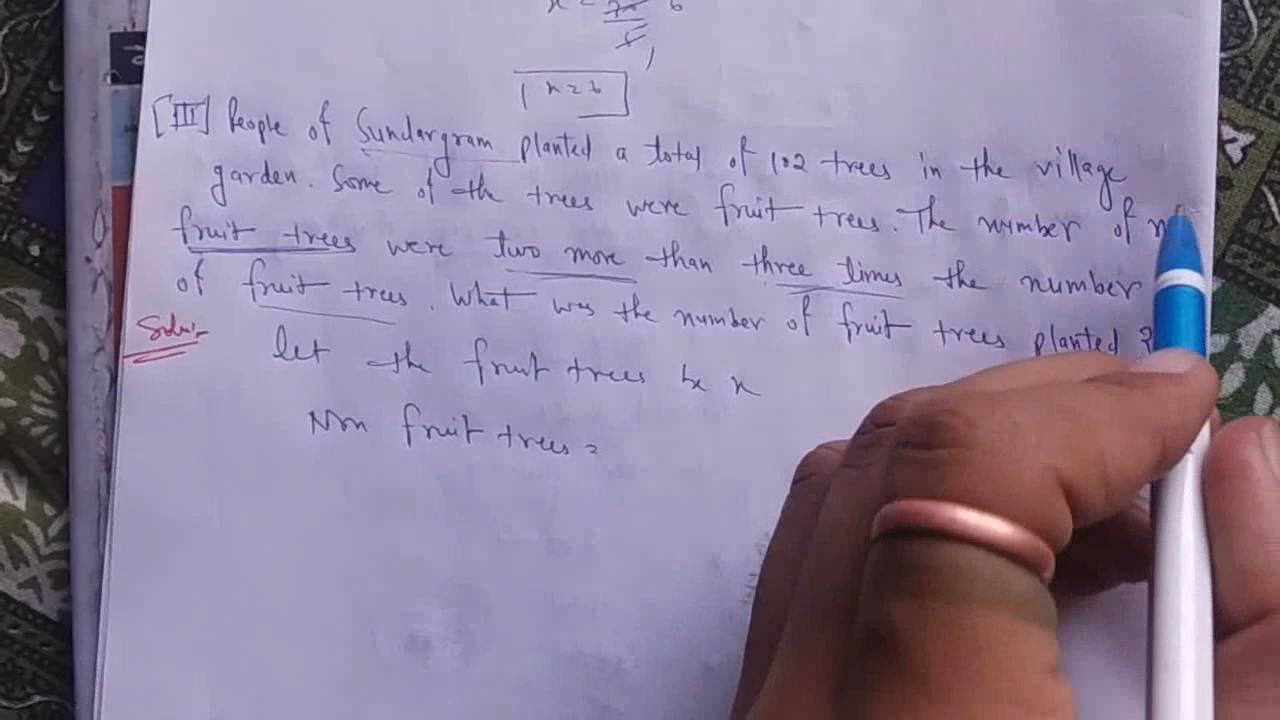 x = 6
x = 6
[III] People of Sundargram planted a total of 102 trees in the village
garden. Some of the trees were fruit trees. The number of
fruit trees were two more than three times the number
of fruit trees. What was the number of fruit trees planted ?
Soln:-
let the fruit trees be x
Non fruit trees =